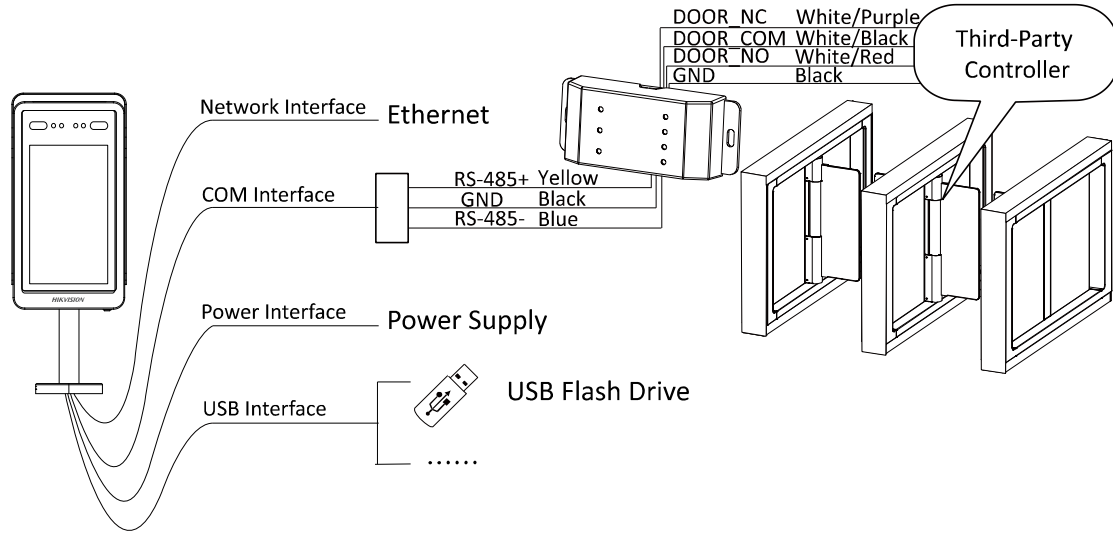 DOOR_NC White/Purple
DOOR_COM White/Black
DOOR_NO White/Red
GND Black
Third-Party
Controller
Network Interface Ethernet
RS-485+ Yellow
COM Interface GND Black
RS-485- Blue
HIKVISION
Power Interface Power Supply
USB Flash Drive
USB Interface
......